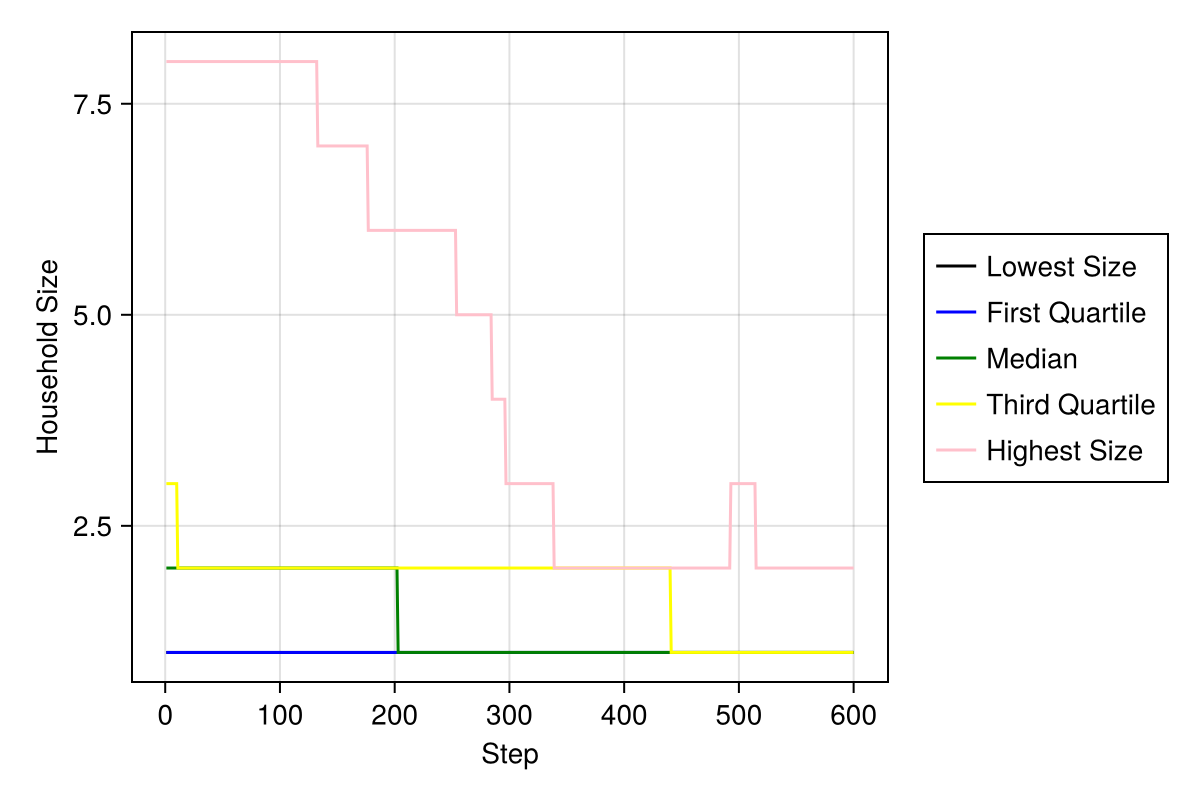 Household Size
7.5
5.0
2.5
0 100 200 300 400 500 600
Step
Lowest Size
First Quartile
Median
Third Quartile
Highest Size